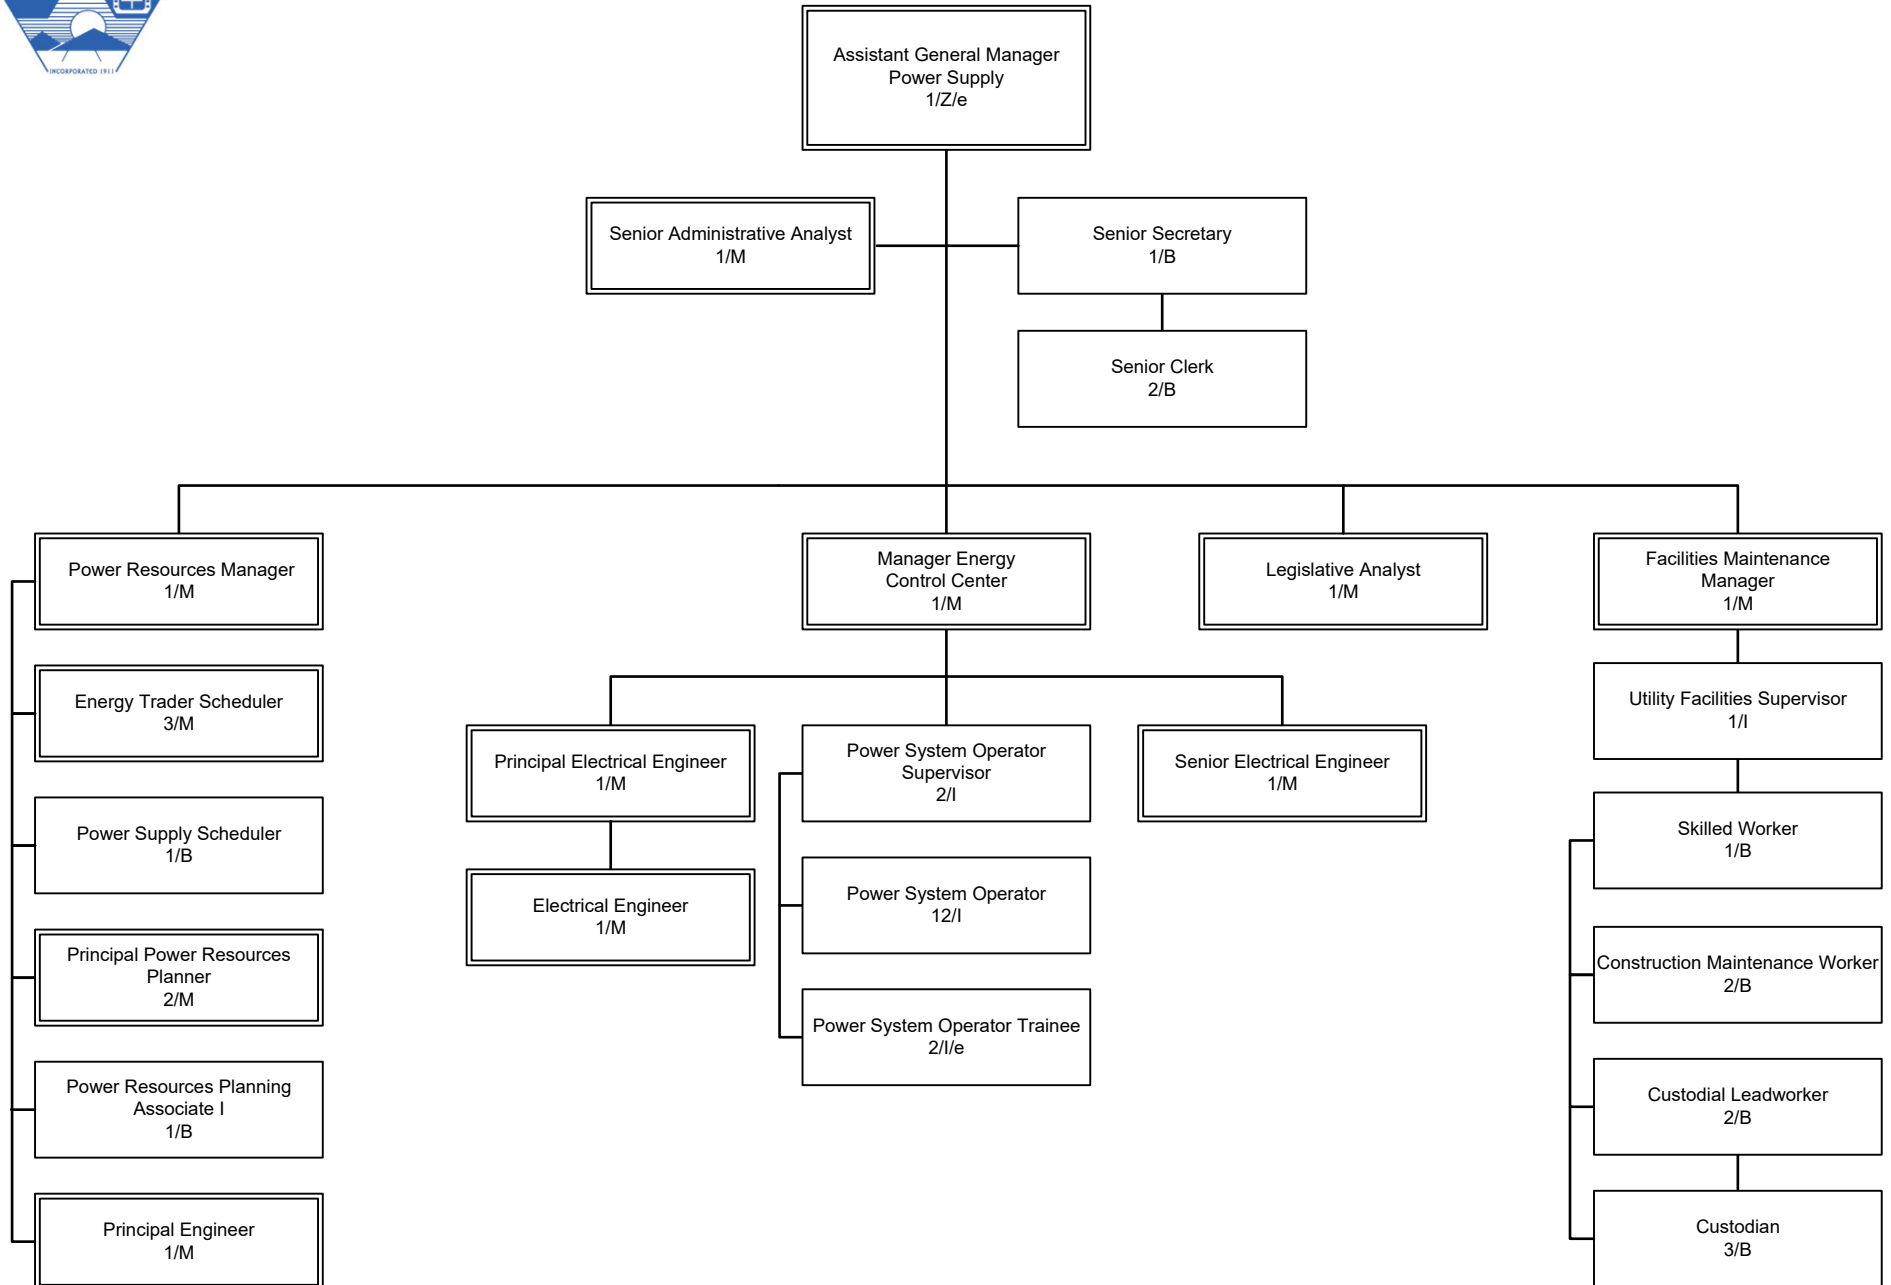 INCORPORATED 1911
Assistant General Manager
Power Supply
1/Z/e
Senior Administrative Analyst
1/M
Senior Secretary
1/B
Senior Clerk
2/B
Power Resources Manager
1/M
Manager Energy
Control Center
1/M
Legislative Analyst
1/M
Facilities Maintenance
Manager
1/M
Energy Trader Scheduler
3/M
Power Supply Scheduler
1/B
Principal Power Resources
Planner
2/M
Power Resources Planning
Associate I
1/B
Principal Engineer
1/M
Principal Electrical Engineer
1/M
Electrical Engineer
1/M
Power System Operator
Supervisor
2/I
Power System Operator
12/I
Power System Operator Trainee
2/I/e
Senior Electrical Engineer
1/M
Utility Facilities Supervisor
1/I
Skilled Worker
1/B
Construction Maintenance Worker
2/B
Custodial Leadworker
2/B
Custodian
3/B